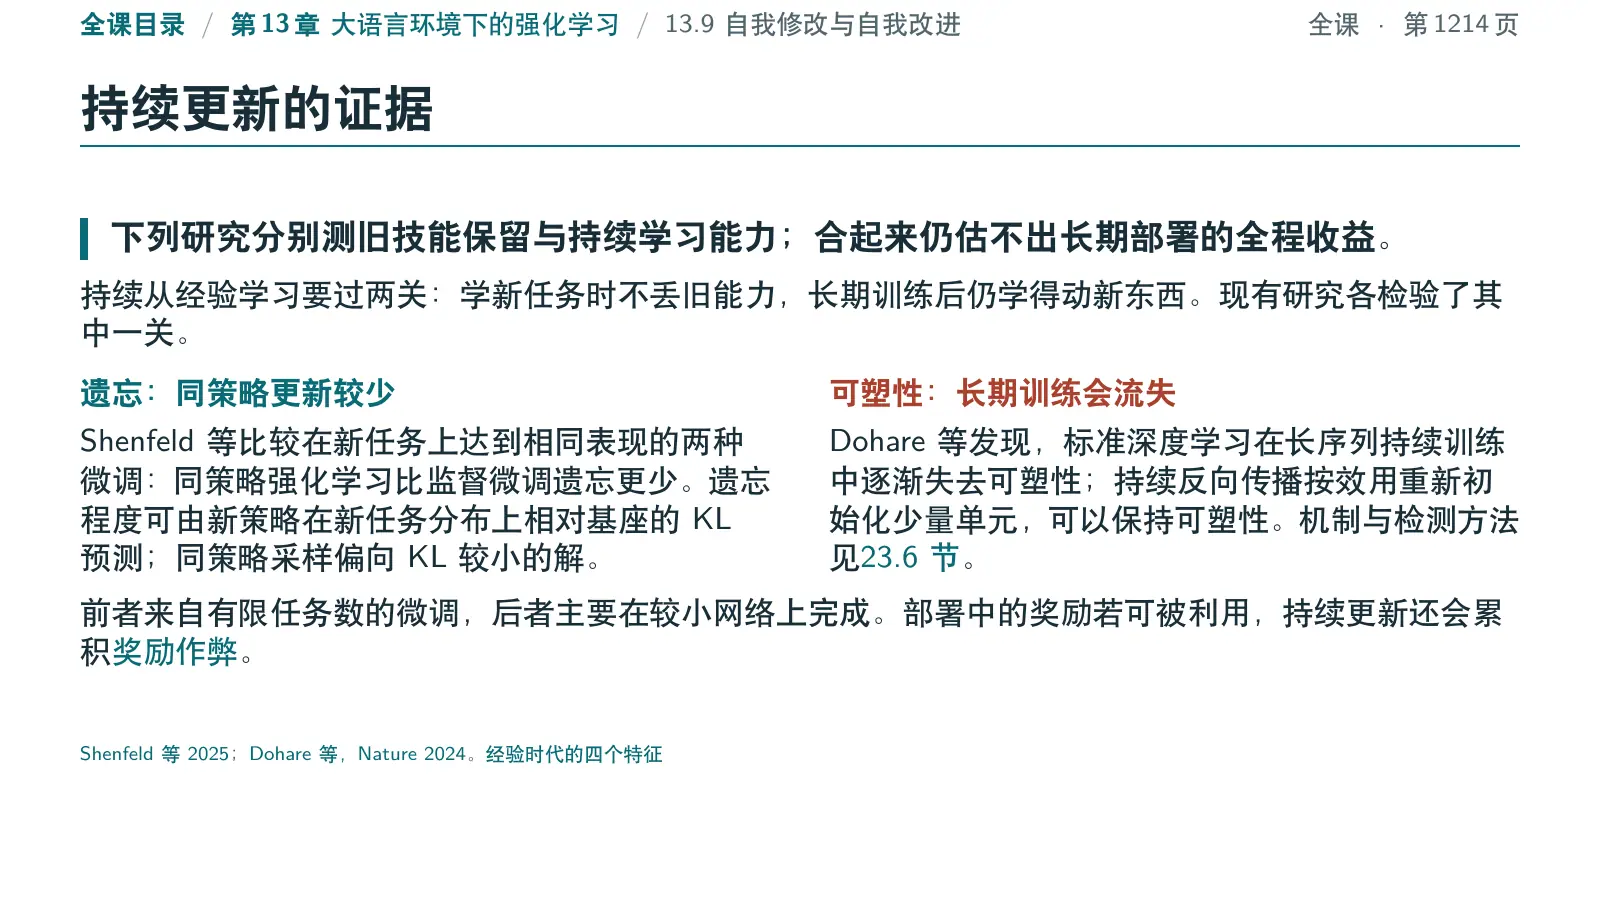 全课目录 / 第 13 章 大语言环境下的强化学习 / 13.9 自我修改与自我改进
全课 · 第 1214 页
持续更新的证据
下列研究分别测旧技能保留与持续学习能力；合起来仍估不出长期部署的全程收益。
持续从经验学习要过两关：学新任务时不丢旧能力，长期训练后仍学得动新东西。现有研究各检验了其
中一关。
遗忘：同策略更新较少
Shenfeld 等比较在新任务上达到相同表现的两种
微调：同策略强化学习比监督微调遗忘更少。遗忘
程度可由新策略在新任务分布上相对基座的 KL
预测；同策略采样偏向 KL 较小的解。
可塑性：长期训练会流失
Dohare 等发现，标准深度学习在长序列持续训练
中逐渐失去可塑性；持续反向传播按效用重新初
始化少量单元，可以保持可塑性。机制与检测方法
见23.6 节。
前者来自有限任务数的微调，后者主要在较小网络上完成。部署中的奖励若可被利用，持续更新还会累
积奖励作弊。
Shenfeld 等 2025；Dohare 等，Nature 2024。经验时代的四个特征